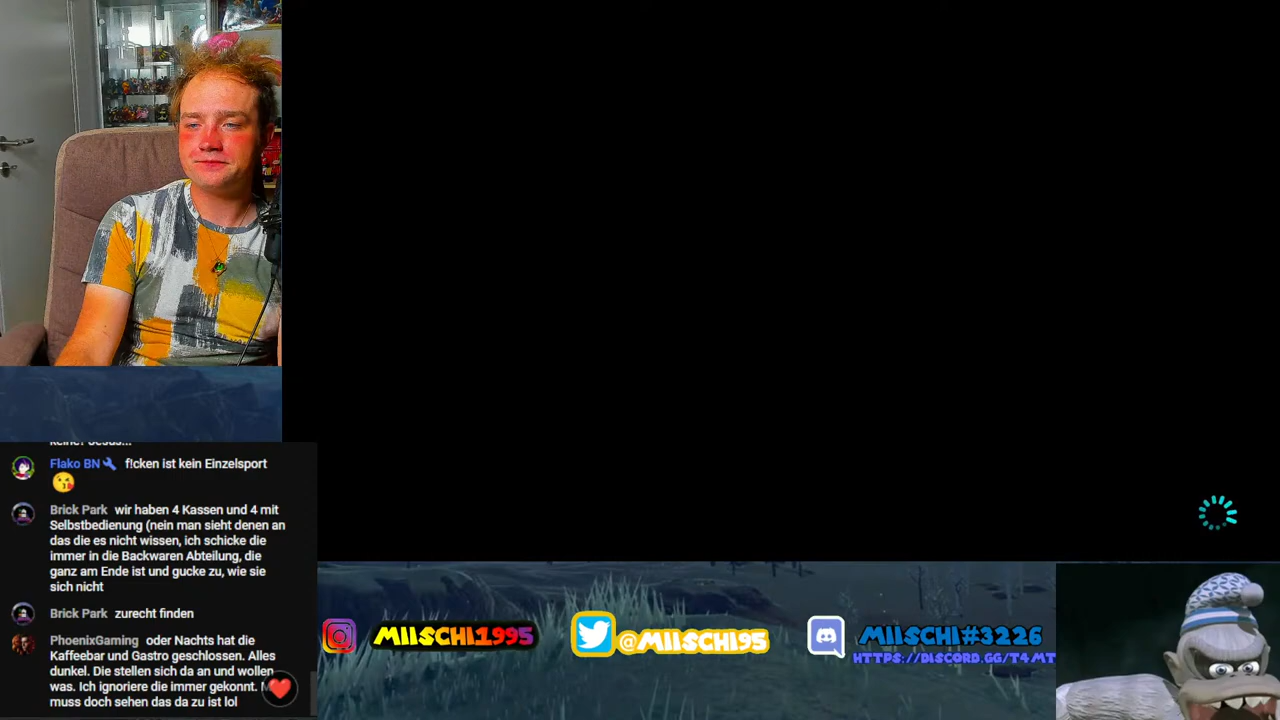 Flako BN f!cken ist kein Einzelsport
Brick Park wir haben 4 Kassen und 4 mit
Selbstbedienung (nein man sieht denen an
das die es nicht wissen, ich schicke die
immer in die Backwaren Abteilung, die
ganz am Ende ist und gucke zu, wie sie
sich nicht
Brick Park zurecht finden
PhoenixGaming oder Nachts hat die
Kaffeebar und Gastro geschlossen. Alles
dunkel. Die stellen sich da an und wollen
was. Ich ignoriere die immer gekonnt.
muss doch sehen das da zu ist lol
MIISCHI1995
@MIISCHI95
MIISCHI#3226
HTTPS://DISCORD.GG/T4MT